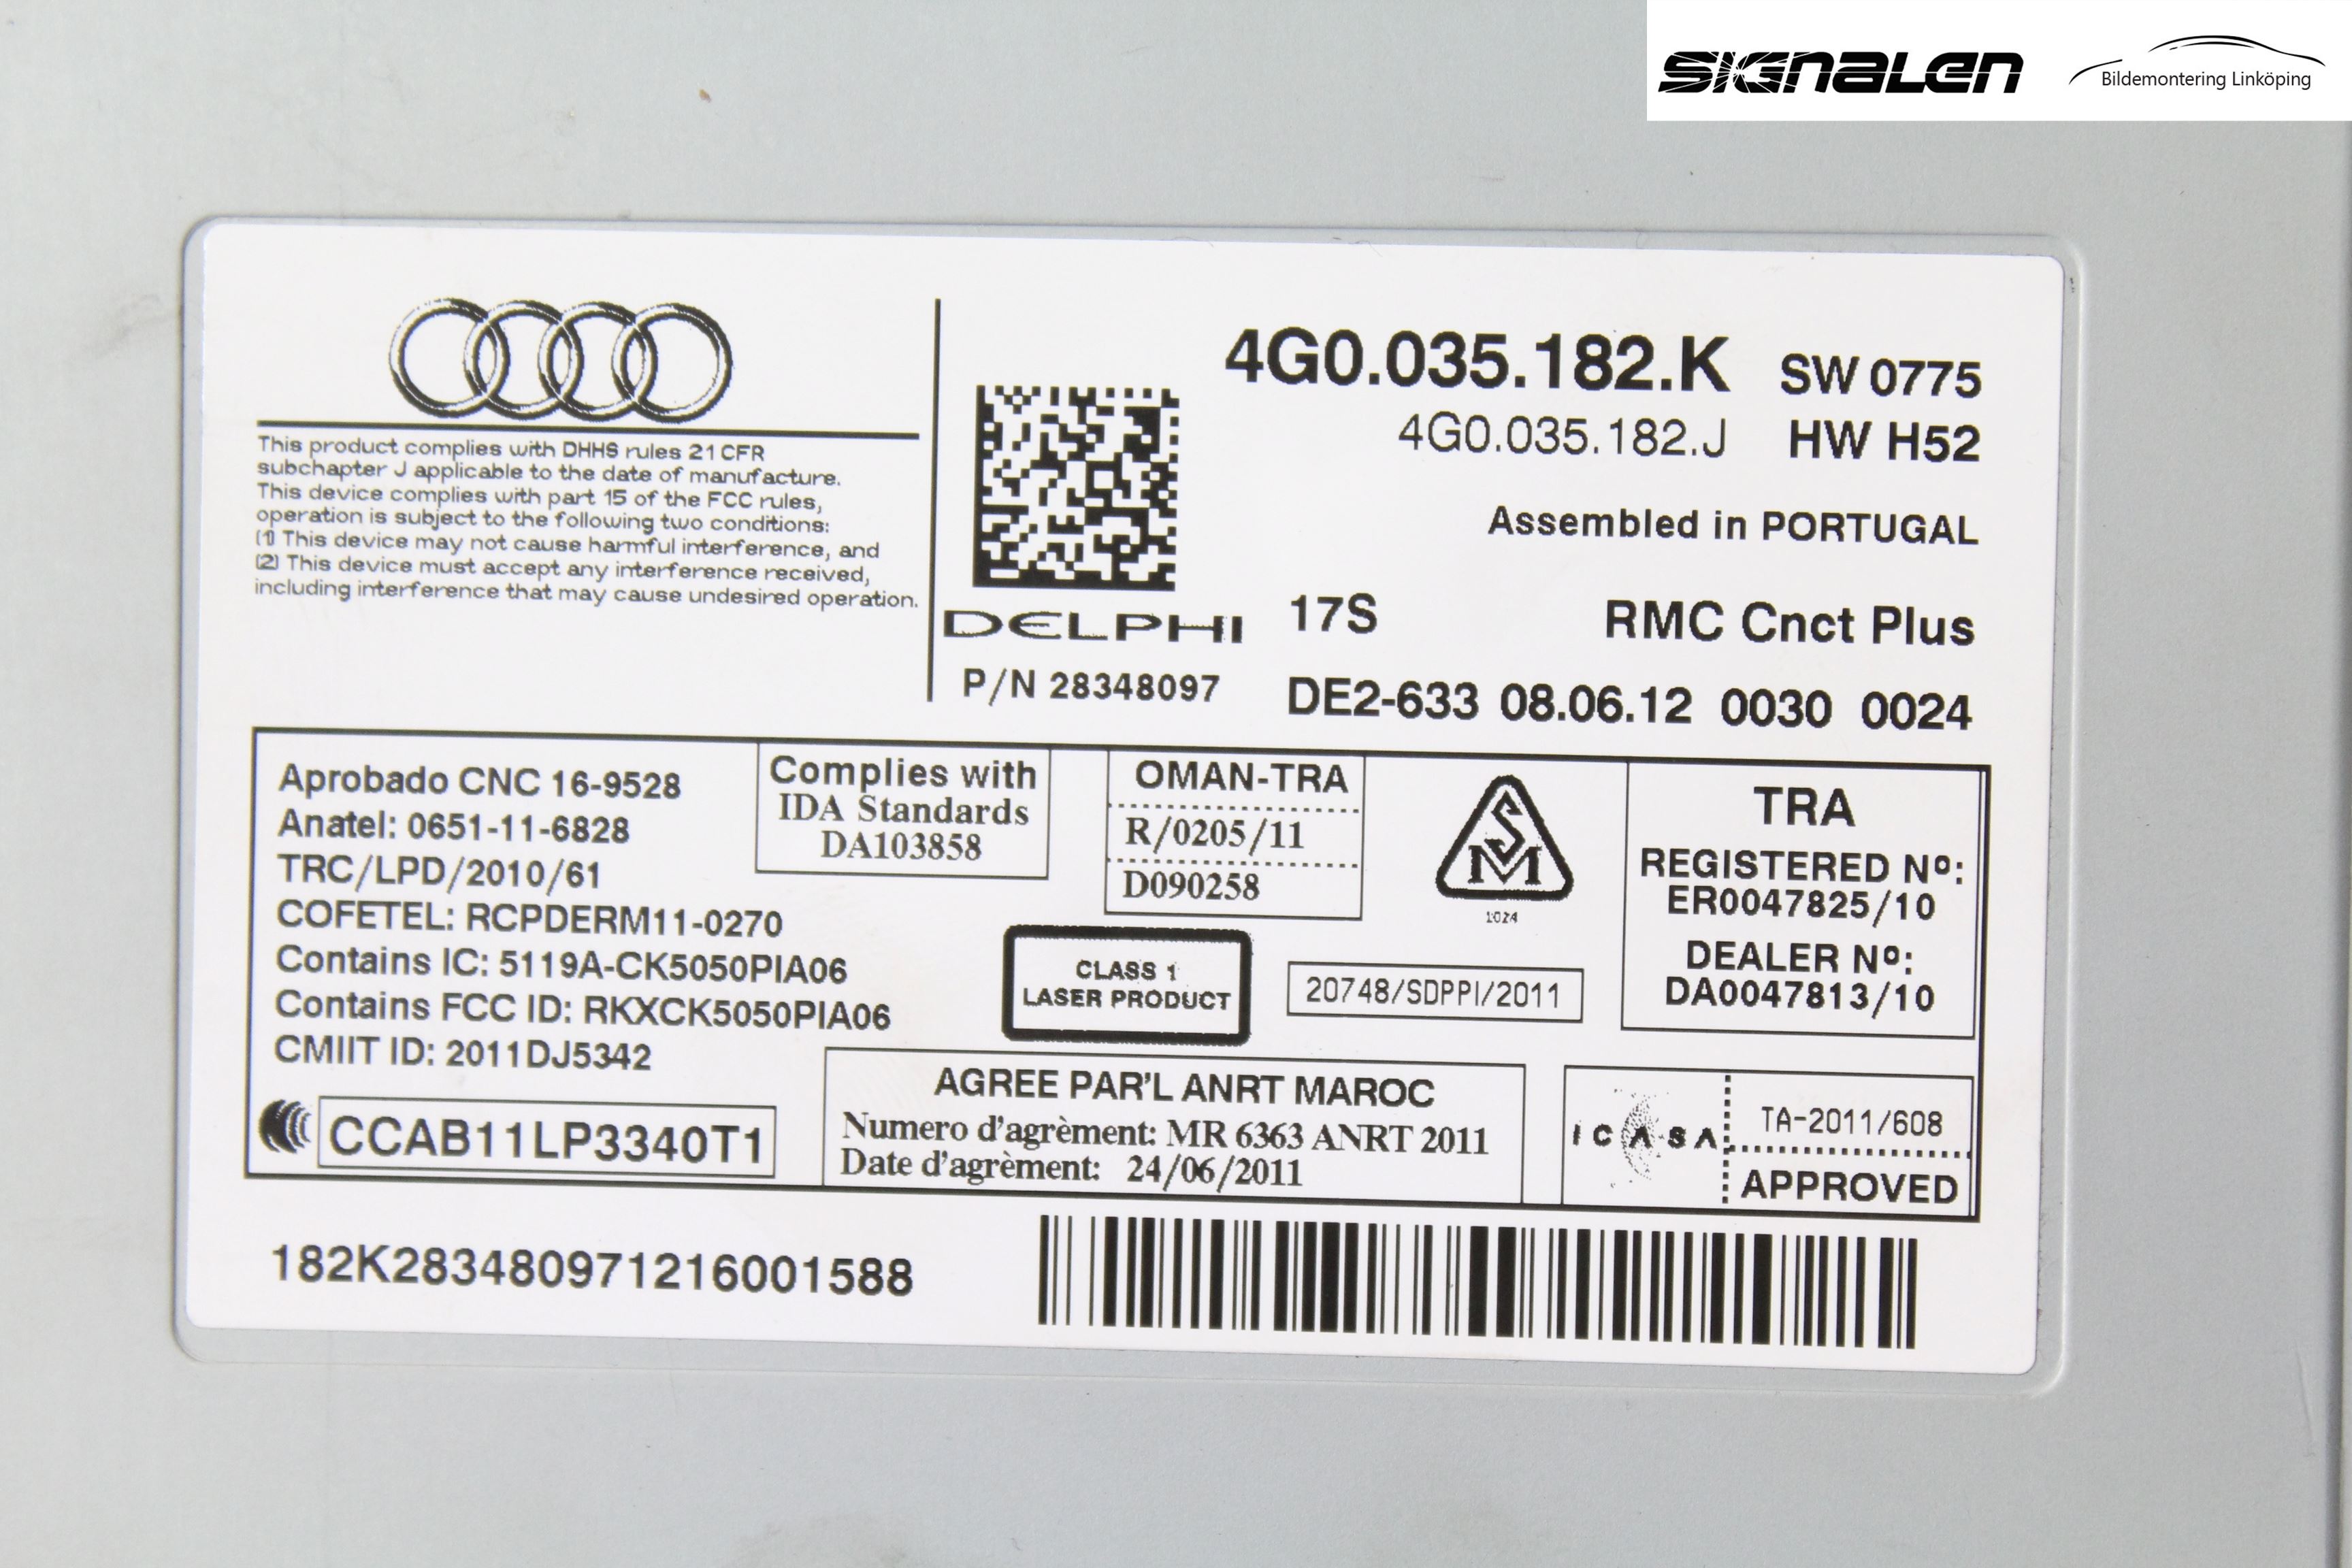 SIGNALEN
Bildemontering Linköping
This product complies with DHHS rules 21 CFR
subchapter J applicable to the date of manufacture.
This device complies with part 15 of the FCC rules,
operation is subject to the following two conditions:
(1) This device may not cause harmful interference, and
(2) This device must accept any interference received,
including interference that may cause undesired operation.
4G0.035.182.K SW 0775
4G0.035.182.J HW H52
Assembled in PORTUGAL
DELPHI 17S RMC Cnct Plus
P/N 28348097 DE2-633 08.06.12 0030 0024
Aprobado CNC 16-9528
Anatel: 0651-11-6828
TRC/LPD/2010/61
COFETEL: RCPDERM11-0270
Contains IC: 5119A-CK5050PIA06
Contains FCC ID: RKXCK5050PIA06
CMIIT ID: 2011DJ5342
CCAB11LP3340T1
Complies with
IDA Standards
DA103858
OMAN-TRA
R/0205/11
D090258
SM
1024
TRA
REGISTERED Nº:
ER0047825/10
DEALER Nº:
DA0047813/10
CLASS 1
LASER PRODUCT
20748/SDPPI/2011
AGREE PAR'L ANRT MAROC
Numero d'agrèment: MR 6363 ANRT 2011
Date d'agrèment: 24/06/2011
ICASA
TA-2011/608
APPROVED
182K283480971216001588